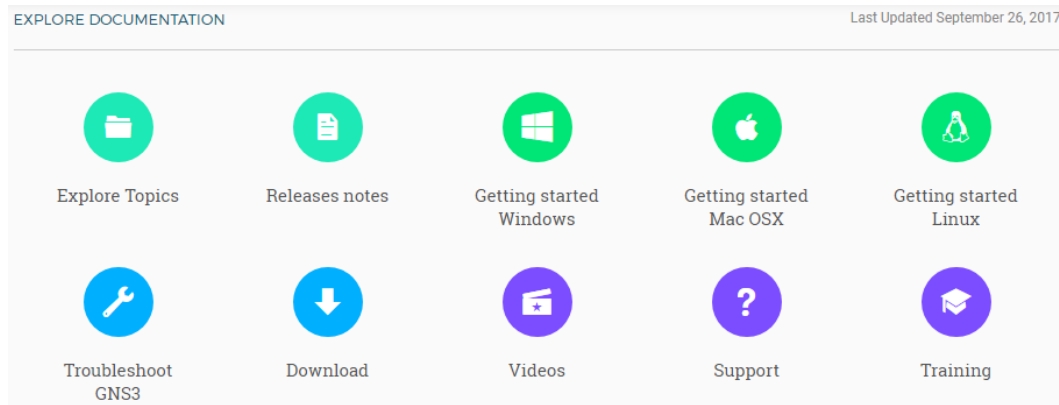 EXPLORE DOCUMENTATION
Last Updated September 26, 2017
Explore Topics
Releases notes
Getting started
Windows
Getting started
Mac OSX
Getting started
Linux
Troubleshoot
GNS3
Download
Videos
Support
Training